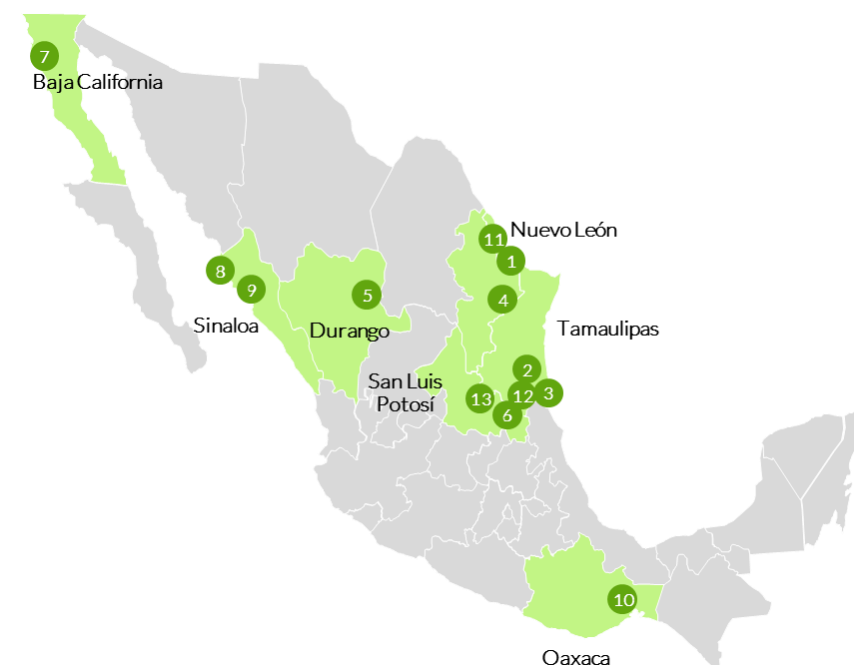 7
Baja California
Nuevo León
11
1
8
9
5
4
Sinaloa
Durango
Tamaulipas
2
San Luis
Potosí
13
12
3
6
10
Oaxaca